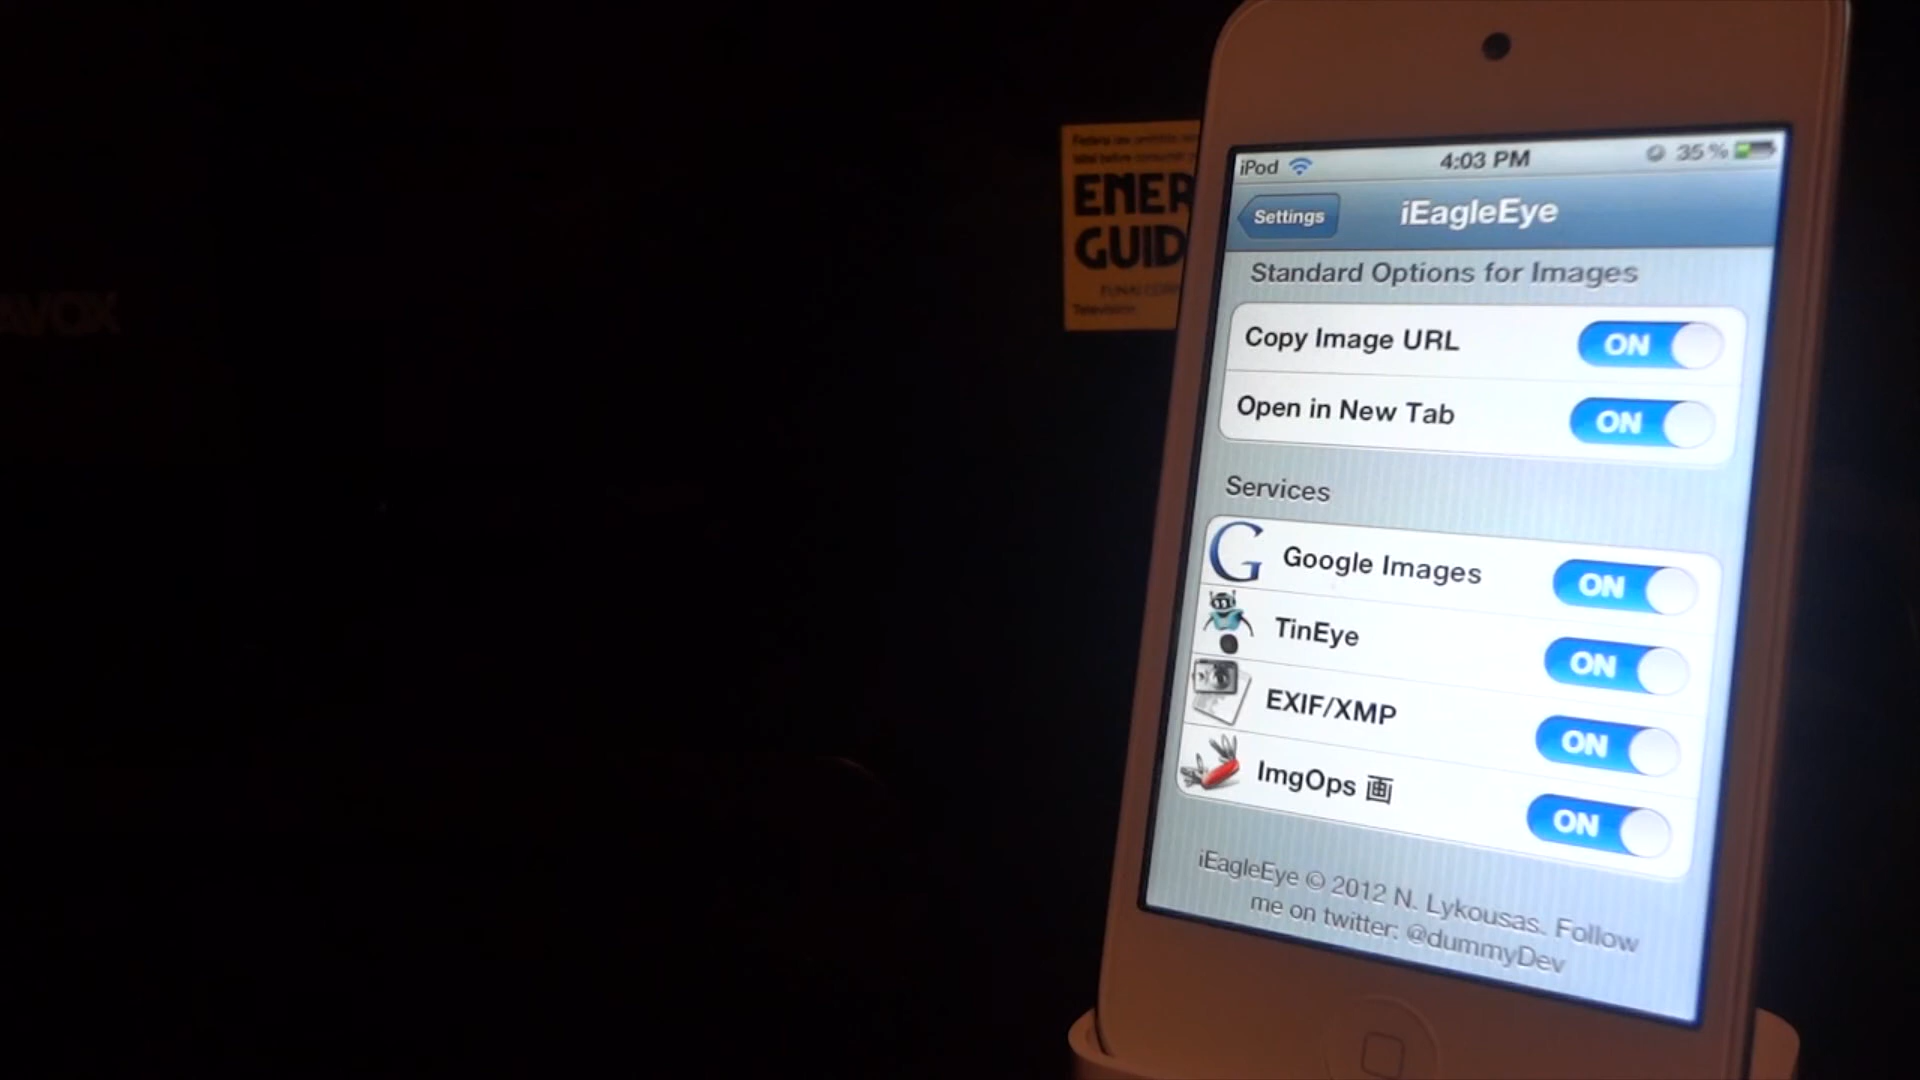 AVOX
ENER
GUID
Television
iPod 4:03 PM 35%
Settings iEagleEye
Standard Options for Images
Copy Image URL ON
Open in New Tab ON
Services
Google Images ON
TinEye ON
EXIF/XMP ON
ImgOps 画 ON
iEagleEye © 2012 N. Lykousas. Follow
me on twitter: @dummyDev